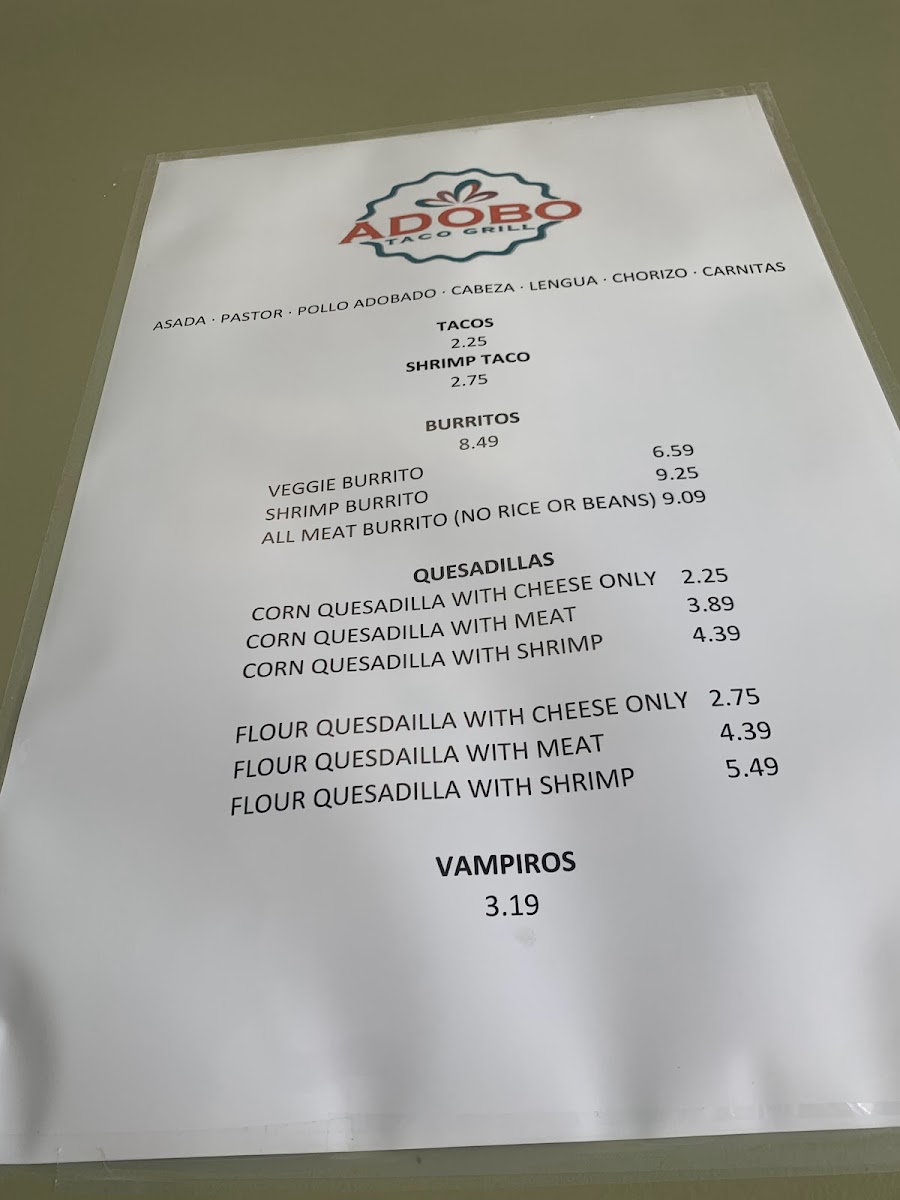 ADOBO
TACO GRILL
ASADA · PASTOR · POLLO ADOBADO · CABEZA · LENGUA · CHORIZO · CARNITAS
TACOS
2.25
SHRIMP TACO
2.75
BURRITOS
8.49
VEGGIE BURRITO 6.59
SHRIMP BURRITO 9.25
ALL MEAT BURRITO (NO RICE OR BEANS) 9.09
QUESADILLAS
CORN QUESADILLA WITH CHEESE ONLY 2.25
CORN QUESADILLA WITH MEAT 3.89
CORN QUESADILLA WITH SHRIMP 4.39
FLOUR QUESDAILLA WITH CHEESE ONLY 2.75
FLOUR QUESDAILLA WITH MEAT 4.39
FLOUR QUESADILLA WITH SHRIMP 5.49
VAMPIROS
3.19